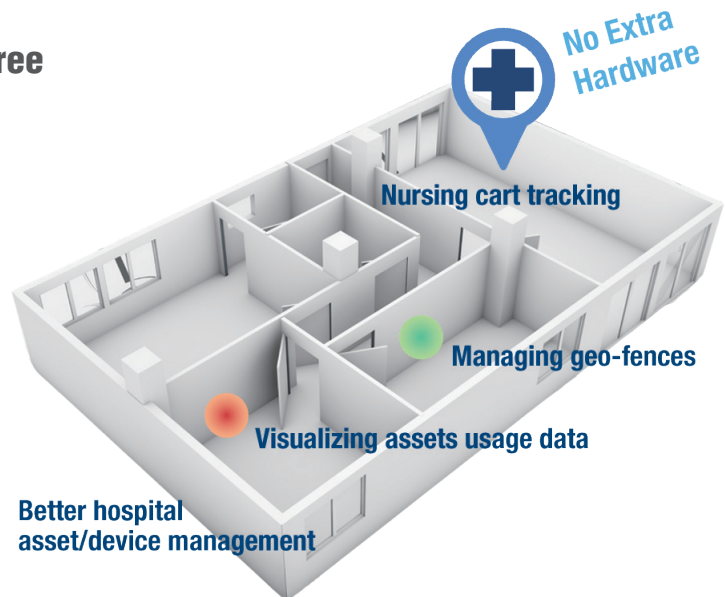 ree
No Extra
Hardware
Nursing cart tracking
Managing geo-fences
Visualizing assets usage data
Better hospital
asset/device management